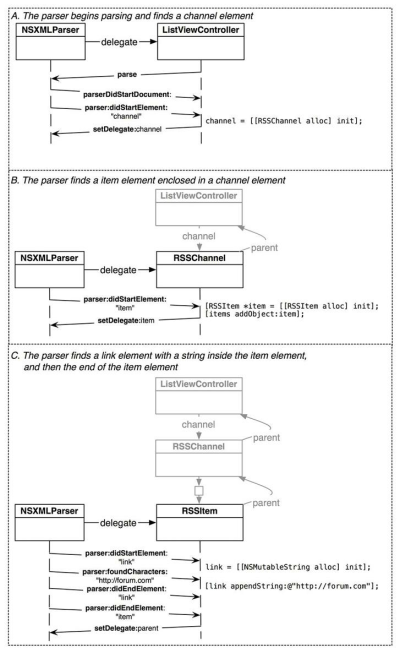 A. The parser begins parsing and finds a channel element
NSXMLParser
delegate
ListViewController
parse
parserDidStartDocument:
parser:didStartElement:
"channel"
channel = [[RSSChannel alloc] init];
setDelegate:channel
B. The parser finds a item element enclosed in a channel element
ListViewController
channel
parent
NSXMLParser
delegate
RSSChannel
parser:didStartElement:
"item"
[RSSItem *item = [[RSSItem alloc] init];
[items addObject:item];
setDelegate:item
C. The parser finds a link element with a string inside the item element,
and then the end of the item element
ListViewController
channel
parent
RSSChannel
parent
NSXMLParser
delegate
RSSItem
parser:didStartElement:
"link"
link = [[NSMutableString alloc] init];
parser:foundCharacters:
"http://forum.com"
[link appendString:@"http://forum.com"];
parser:didEndElement:
"link"
parser:didEndElement:
"item"
setDelegate:parent